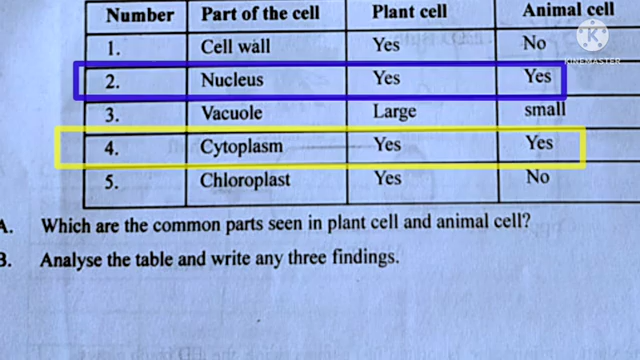 Number Part of the cell Plant cell Animal cell
1. Cell wall Yes No
2. Nucleus Yes Yes
3. Vacuole Large small
4. Cytoplasm Yes Yes
5. Chloroplast Yes No
A. Which are the common parts seen in plant cell and animal cell?
B. Analyse the table and write any three findings.
K
KINEMASTER